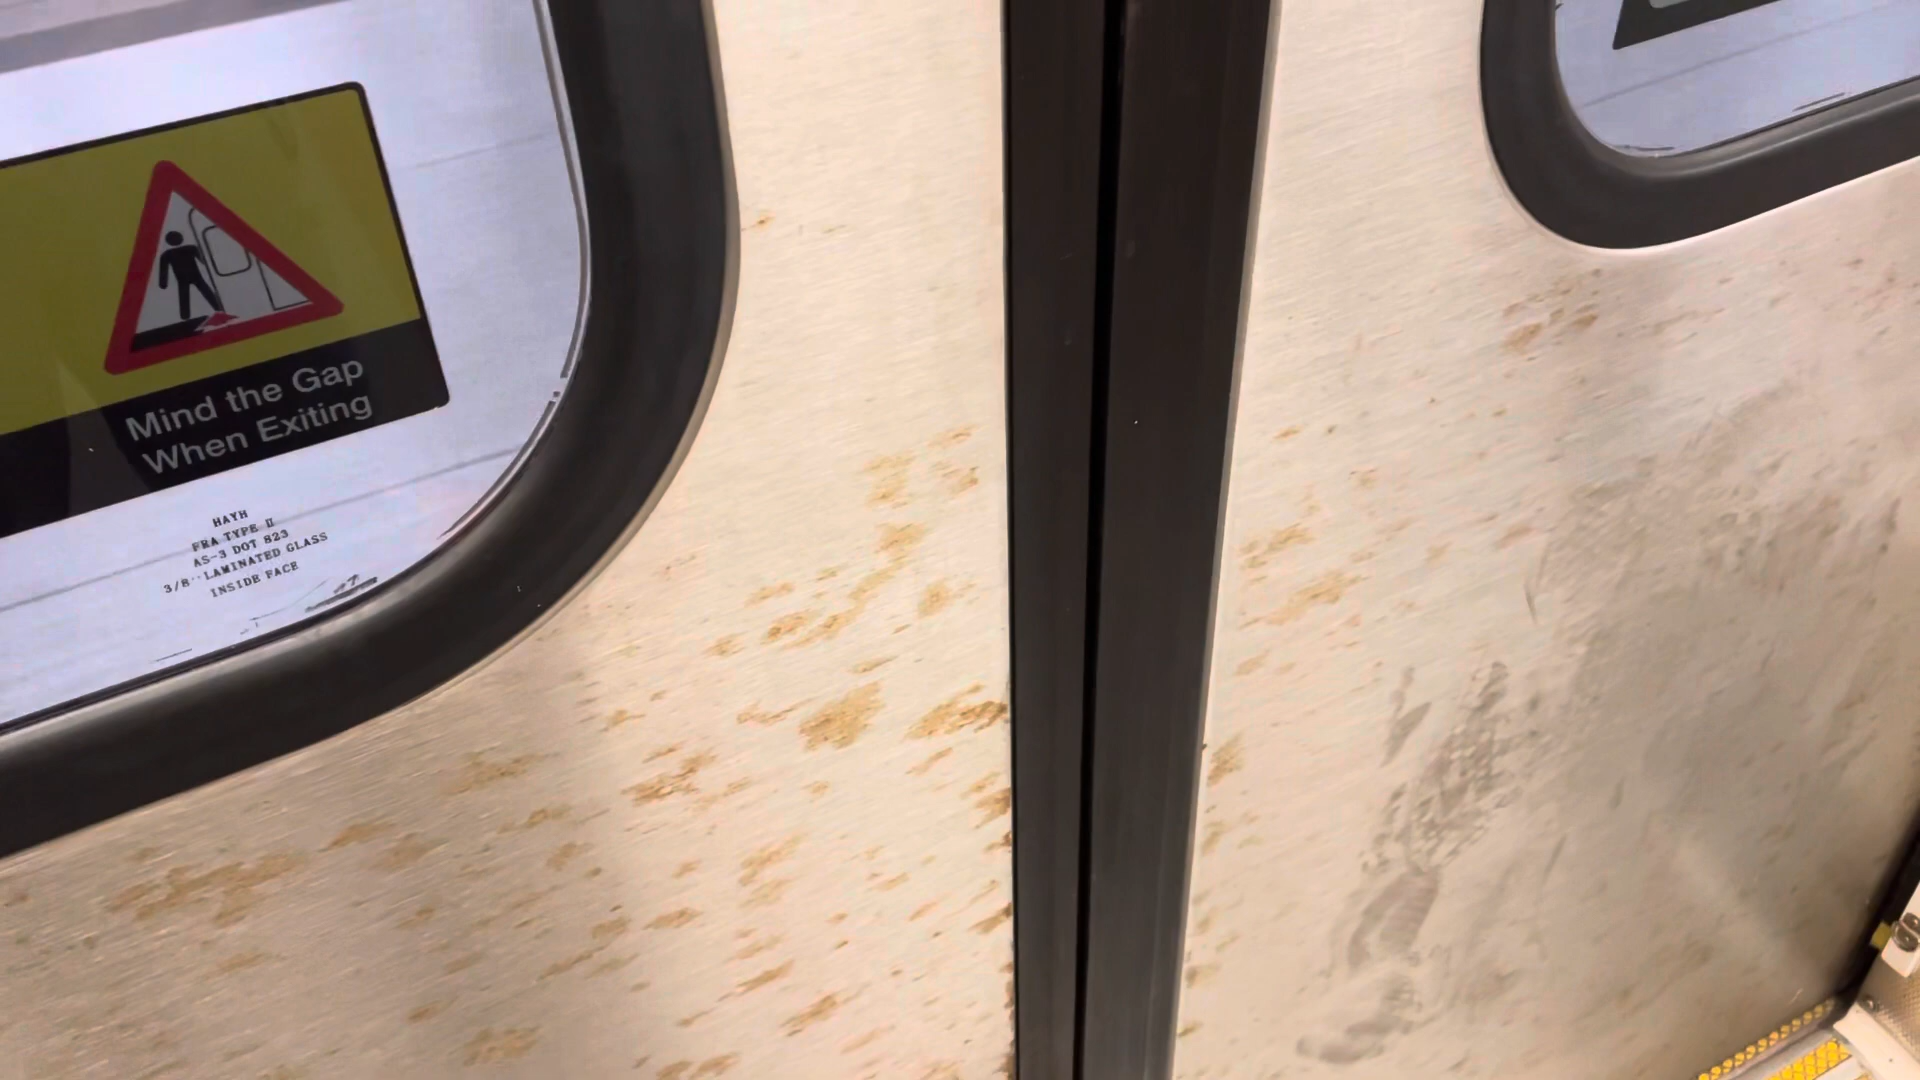 Mind the Gap
When Exiting
HAYH
FRA TYPE II
AS-3 DOT 823
3/8" LAMINATED GLASS
INSIDE FACE